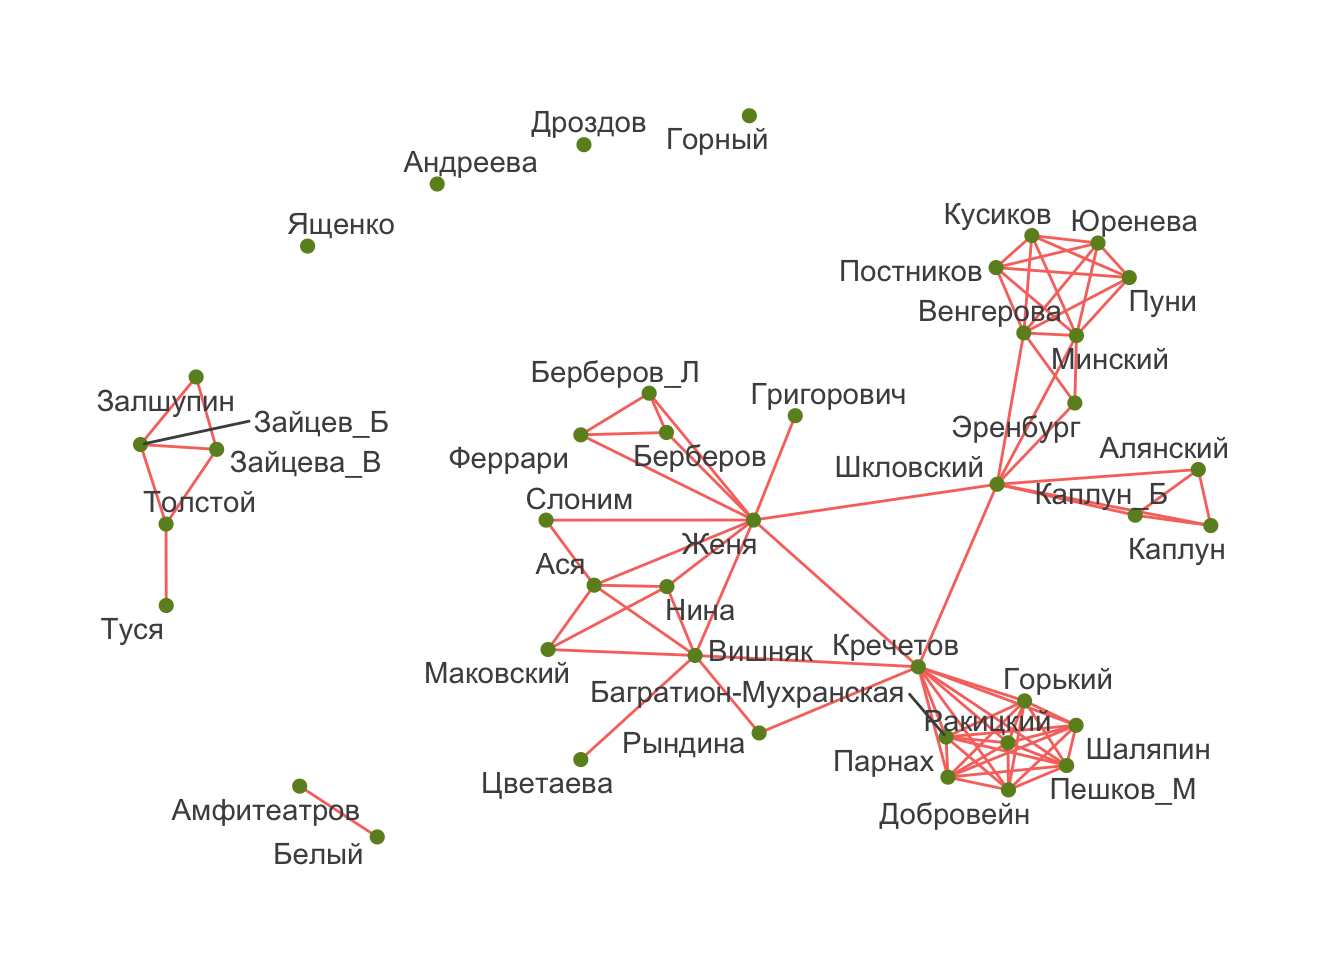 Горный
Дроздов
Андреева
Ященко
Кусиков
Юренева
Постников
Пуни
Венгерова
Минский
Берберов_Л
Григорович
Залшупин
Зайцев_Б
Эренбург
Алянский
Феррари
Берберов
Зайцева_В
Шкловский
Каплун_Б
Толстой
Слоним
Женя
Каплун
Ася
Нина
Туся
Кречетов
Вишняк
Маковский
Горький
Багратион-Мухранская
Ракицкий
Рындина
Шаляпин
Парнах
Цветаева
Пешков_М
Амфитеатров
Добровейн
Белый